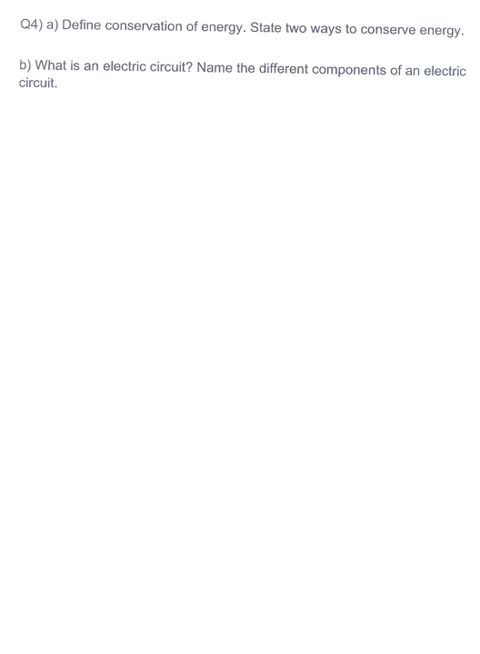 Q4) a) Define conservation of energy. State two ways to conserve energy.
b) What is an electric circuit? Name the different components of an electric
circuit.